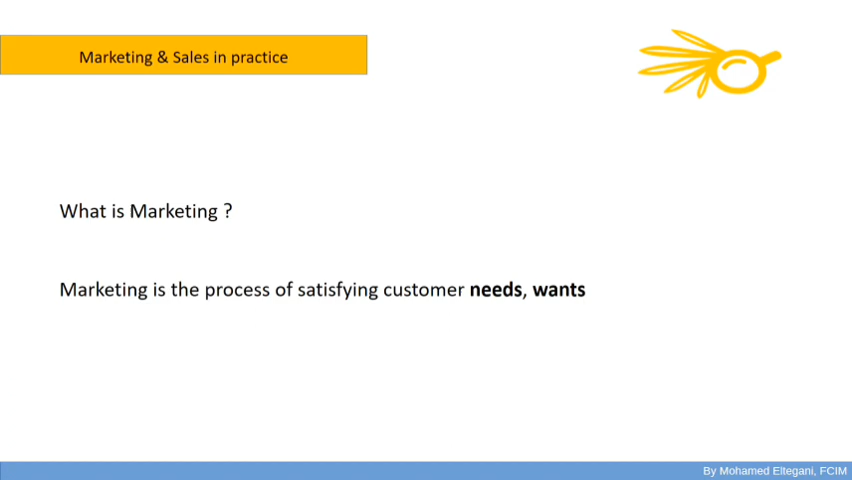 Marketing & Sales in practice
What is Marketing ?
Marketing is the process of satisfying customer needs, wants
By Mohamed Eltegani, FCIM